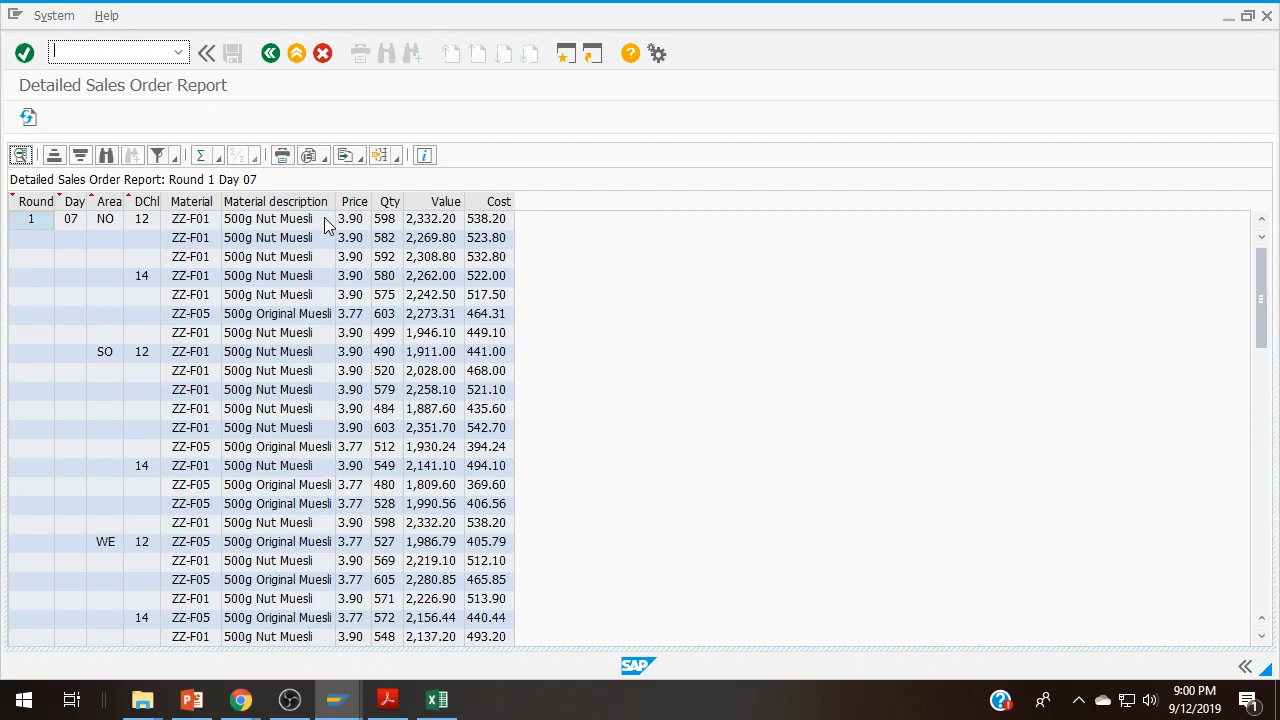 System Help
Detailed Sales Order Report
Detailed Sales Order Report: Round 1 Day 07
Round Day Area DChl Material Material description Price Qty Value Cost
1 07 NO 12 ZZ-F01 500g Nut Muesli 3.90 598 2,332.20 538.20
ZZ-F01 500g Nut Muesli 3.90 582 2,269.80 523.80
ZZ-F01 500g Nut Muesli 3.90 592 2,308.80 532.80
14 ZZ-F01 500g Nut Muesli 3.90 580 2,262.00 522.00
ZZ-F01 500g Nut Muesli 3.90 575 2,242.50 517.50
ZZ-F05 500g Original Muesli 3.77 603 2,273.31 464.31
ZZ-F01 500g Nut Muesli 3.90 499 1,946.10 449.10
SO 12 ZZ-F01 500g Nut Muesli 3.90 490 1,911.00 441.00
ZZ-F01 500g Nut Muesli 3.90 520 2,028.00 468.00
ZZ-F01 500g Nut Muesli 3.90 579 2,258.10 521.10
ZZ-F01 500g Nut Muesli 3.90 484 1,887.60 435.60
ZZ-F01 500g Nut Muesli 3.90 603 2,351.70 542.70
ZZ-F05 500g Original Muesli 3.77 512 1,930.24 394.24
14 ZZ-F01 500g Nut Muesli 3.90 549 2,141.10 494.10
ZZ-F05 500g Original Muesli 3.77 480 1,809.60 369.60
ZZ-F05 500g Original Muesli 3.77 528 1,990.56 406.56
ZZ-F01 500g Nut Muesli 3.90 598 2,332.20 538.20
WE 12 ZZ-F05 500g Original Muesli 3.77 527 1,986.79 405.79
ZZ-F01 500g Nut Muesli 3.90 569 2,219.10 512.10
ZZ-F05 500g Original Muesli 3.77 605 2,280.85 465.85
ZZ-F01 500g Nut Muesli 3.90 571 2,226.90 513.90
14 ZZ-F05 500g Original Muesli 3.77 572 2,156.44 440.44
ZZ-F01 500g Nut Muesli 3.90 548 2,137.20 493.20
SAP
9:00 PM
9/12/2019
1